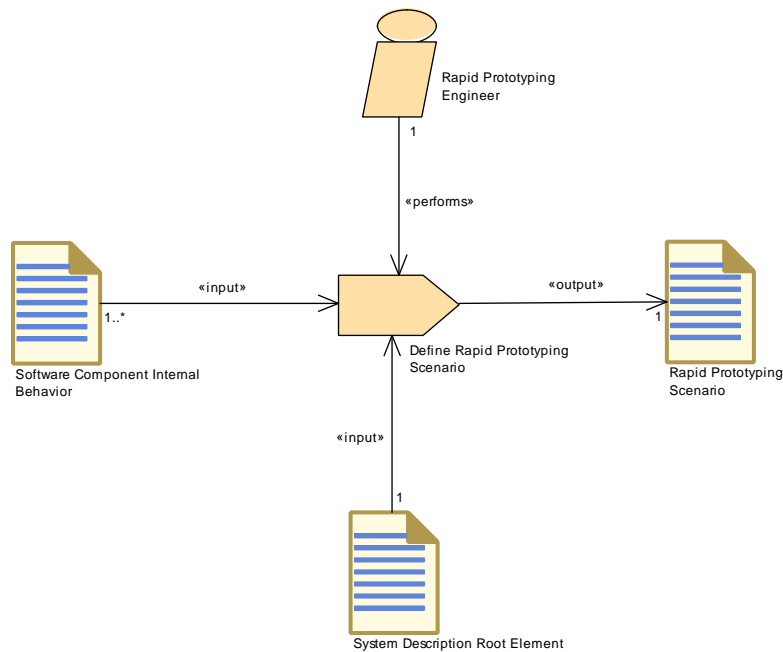 Rapid Prototyping
Engineer
1
«performs»
«input»
«output»
1..*
1
Software Component Internal
Behavior
Define Rapid Prototyping
Scenario
Rapid Prototyping
Scenario
«input»
1
System Description Root Element